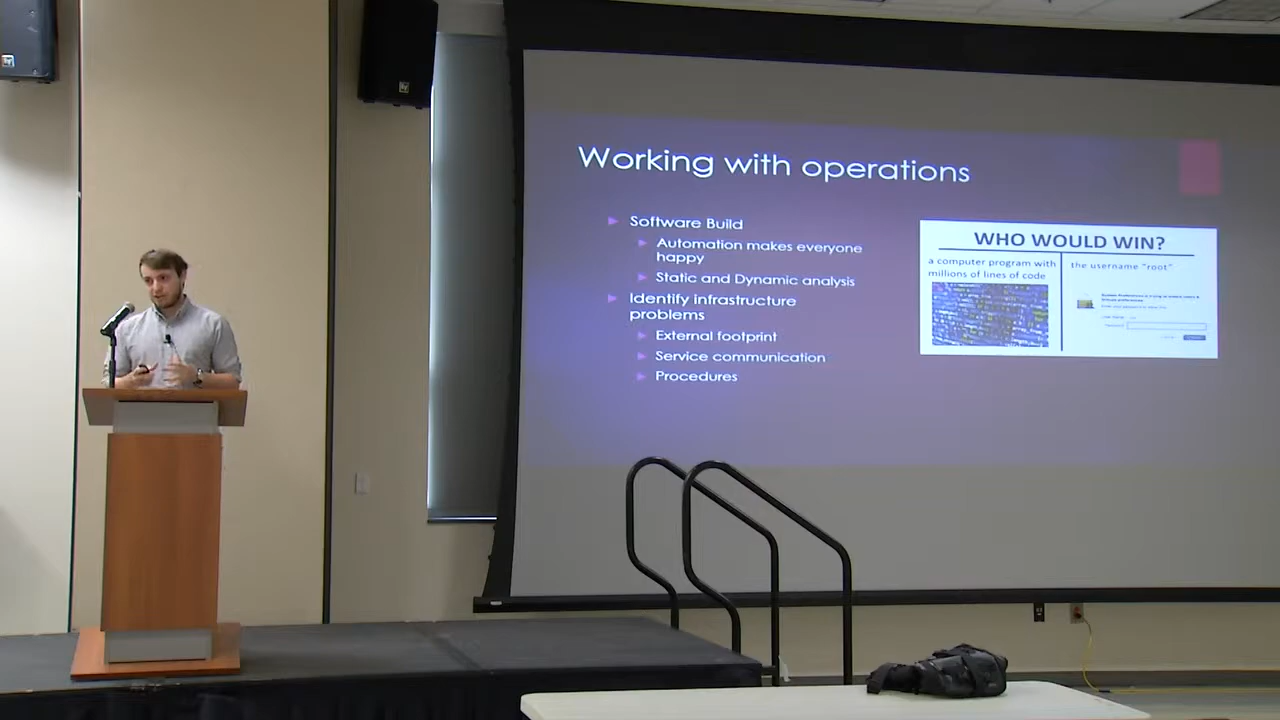 Working with operations
Software Build
Automation makes everyone
happy
Static and Dynamic analysis
Identify infrastructure
problems
External footprint
Service communication
Procedures
WHO WOULD WIN?
a computer program with
millions of lines of code
the username "root"